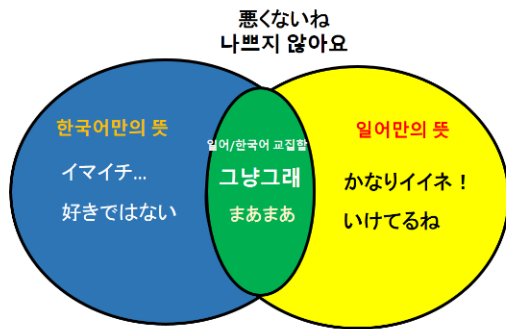 悪くないね
나쁘지 않아요
한국어만의 뜻
イマイチ...
好きではない
일어/한국어 교집합
그냥그래
まあまあ
일어만의 뜻
かなりイイネ！
いけてるね